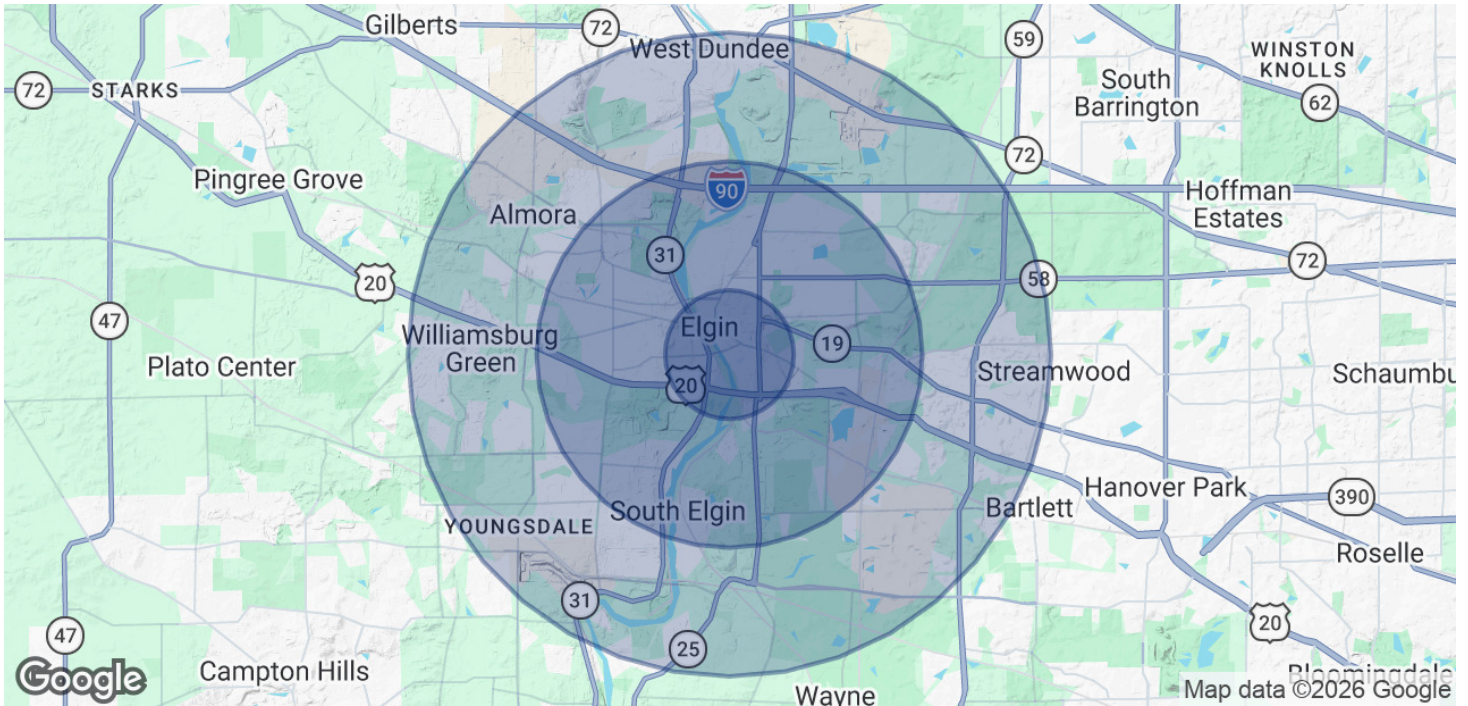 Gilberts
72
59
West Dundee
WINSTON
KNOLLS
South
Barrington
72
STARKS
62
72
Pingree Grove
90
Hoffman
Estates
Almora
31
72
58
20
47
Elgin
Williamsburg
Green
19
Plato Center
Streamwood
Schaumbu
20
Hanover Park
390
South Elgin
Bartlett
YOUNGSDALE
Roselle
31
20
47
25
Campton Hills
Bloomingdale
Google
Wayne
Map data ©2026 Google